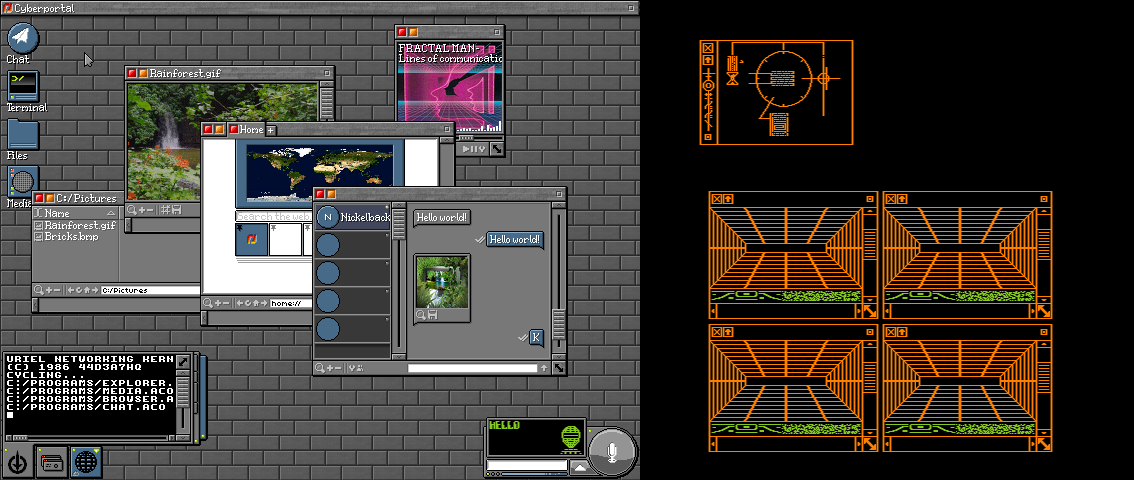 Cyberportal
Chat
Terminal
Files
Media
Rainforest.gif
FRACTAL MAN-
Lines of communicatio
Home
Search the web
home://
C:/Pictures
Name
Rainforest.gif
Bricks.bmp
C:/Pictures
N
Nickelback
Hello world!
Hello world!
K
URIEL NETWORKING KERN
(C) 1986 44D3A7HQ
CYCLING...
C:/PROGRAMS/EXPLORER.
C:/PROGRAMS/MEDIA.ACO
C:/PROGRAMS/BROWSER.A
C:/PROGRAMS/CHAT.ACO
HELLO